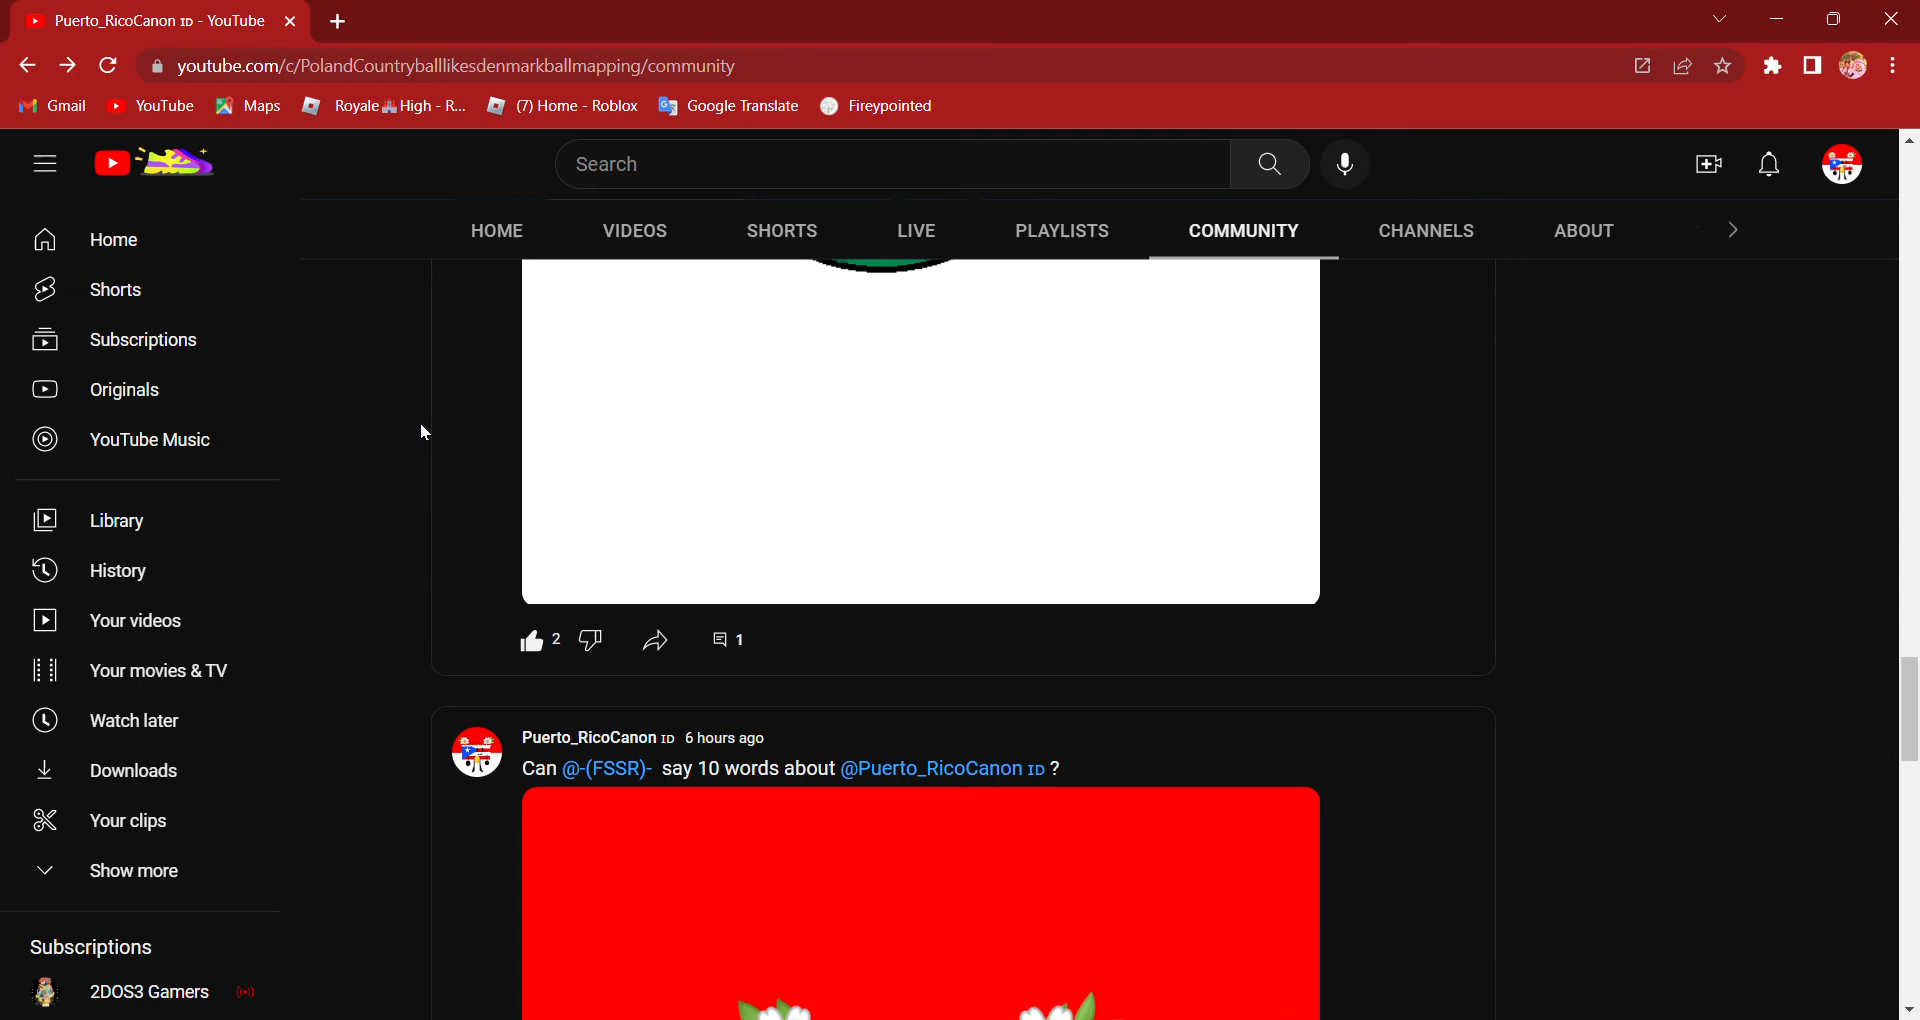 Puerto_RicoCanon ID - YouTube
youtube.com/c/PolandCountryballlikesdenmarkballmapping/community
Gmail YouTube Maps Royale🏰High - R... (7) Home - Roblox Google Translate Fireypointed
Search
HOME VIDEOS SHORTS LIVE PLAYLISTS COMMUNITY CHANNELS ABOUT
Home
Shorts
Subscriptions
Originals
YouTube Music
Library
History
Your videos
Your movies & TV
Watch later
Downloads
Your clips
Show more
Subscriptions
2DOS3 Gamers
2 1
Puerto_RicoCanon ID 6 hours ago
Can @-(FSSR)- say 10 words about @Puerto_RicoCanon ID ?